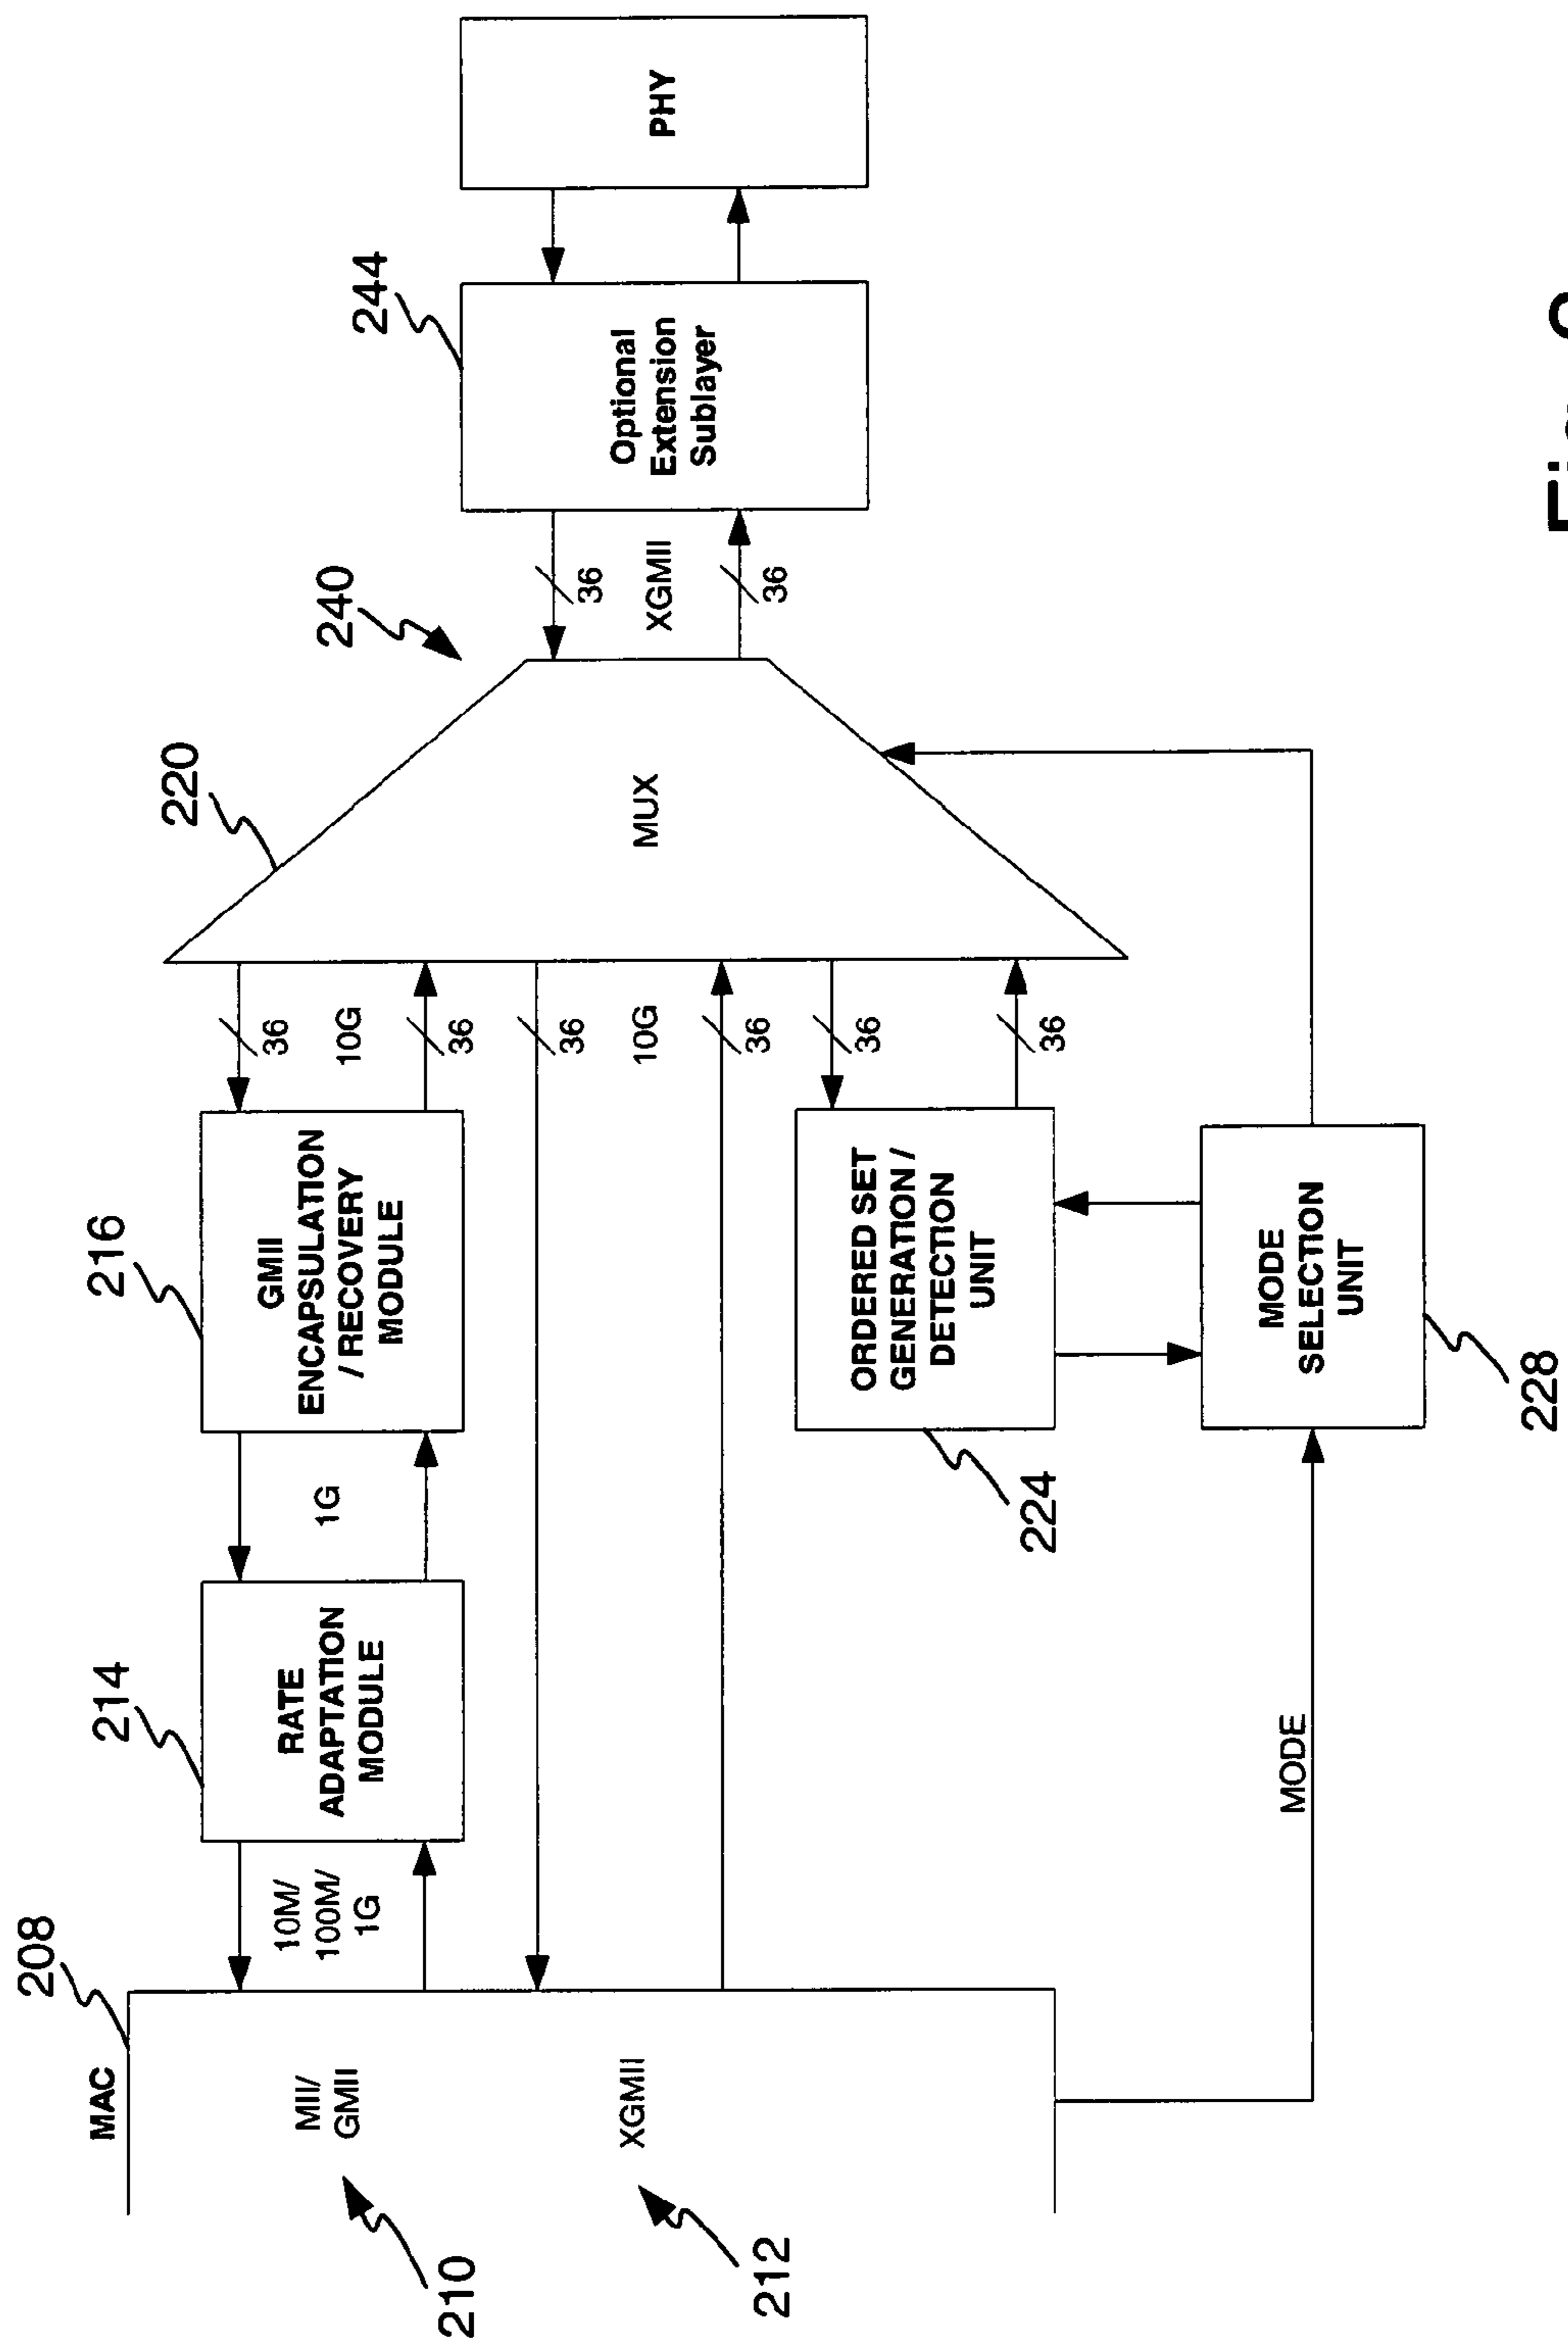 208
MAC
MII/
GMII
210
XGMII
212
10M/
100M/
1G
214
RATE
ADAPTATION
MODULE
1G
216
GMII
ENCAPSULATION
/ RECOVERY
MODULE
36
10G
36
36
10G
36
36
36
ORDERED SET
GENERATION /
DETECTION
UNIT
224
MODE
MODE
SELECTION
UNIT
228
220
MUX
240
36
XGMII
36
244
Optional
Extension
Sublayer
PHY